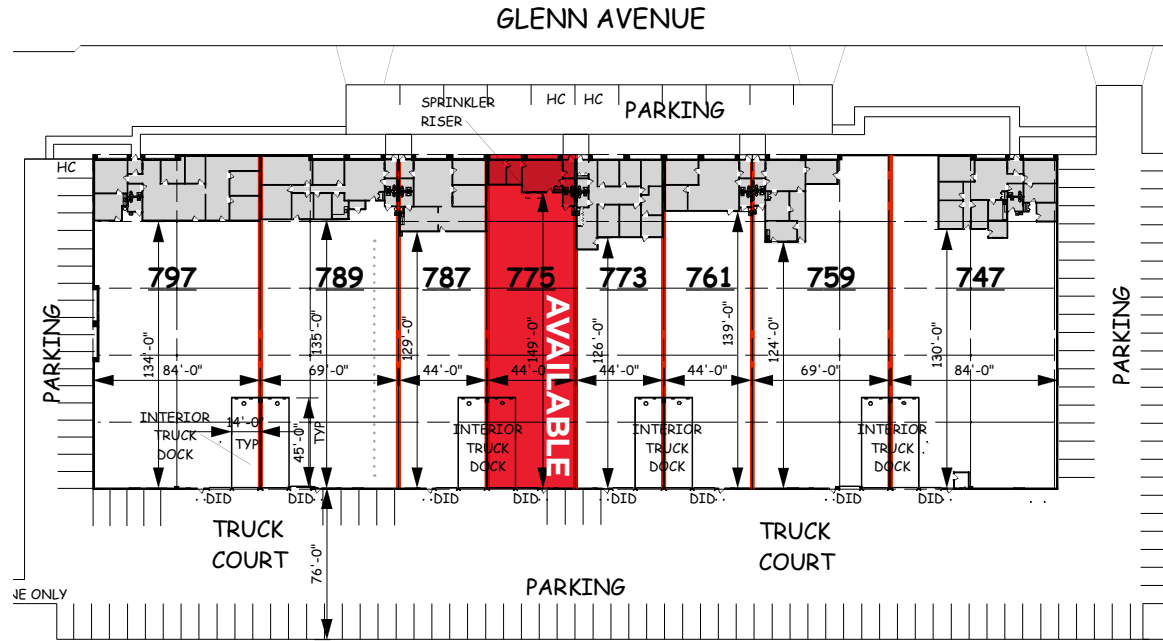 GLENN AVENUE
HC HC
SPRINKLER
RISER
PARKING
HC
797
789
787
775
773
761
759
747
AVAILABLE
134'-0"
135'-0"
129'-0"
149'-0"
126'-0"
139'-0"
124'-0"
130'-0"
PARKING
PARKING
84'-0"
69'-0"
44'-0"
44'-0"
44'-0"
44'-0"
69'-0"
84'-0"
INTERIOR
TRUCK
DOCK
14'-0"
TYP
45'-0"
TYP
INTERIOR
TRUCK
DOCK
INTERIOR
TRUCK
DOCK
INTERIOR
TRUCK
DOCK
DID
DID
DID
DID
DID
DID
DID
DID
TRUCK
COURT
76'-0"
TRUCK
COURT
PARKING
NE ONLY